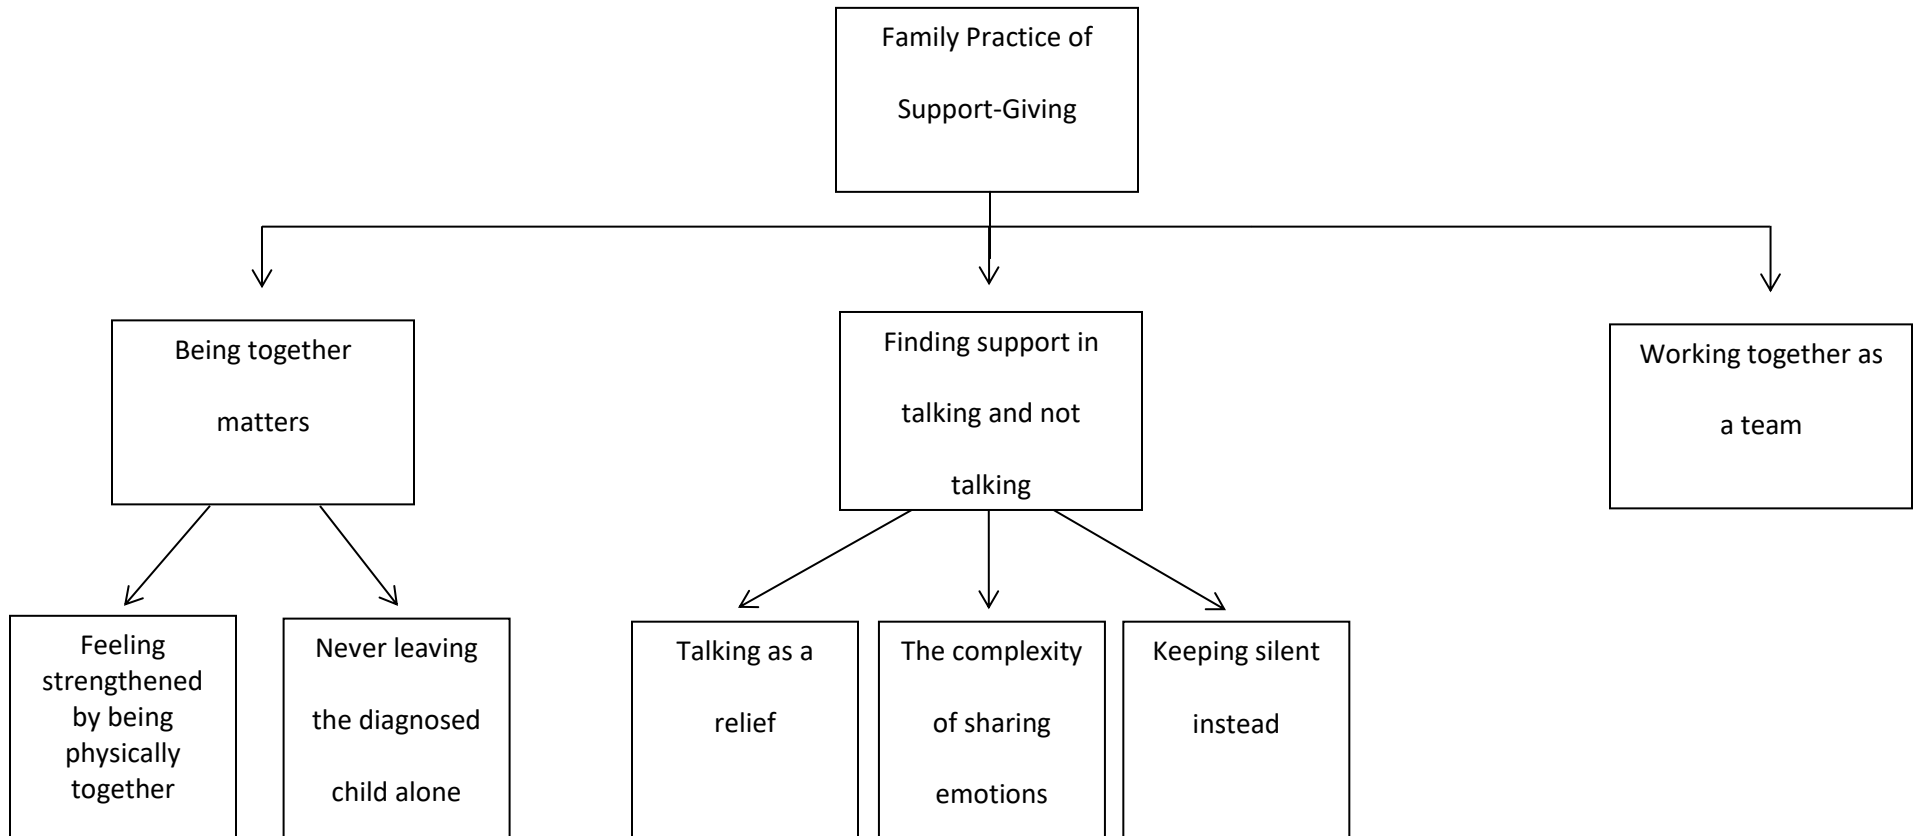 Family Practice of
Support-Giving
Being together
matters
Finding support in
talking and not
talking
Working together as
a team
Feeling
strengthened
by being
physically
together
Never leaving
the diagnosed
child alone
Talking as a
relief
The complexity
of sharing
emotions
Keeping silent
instead